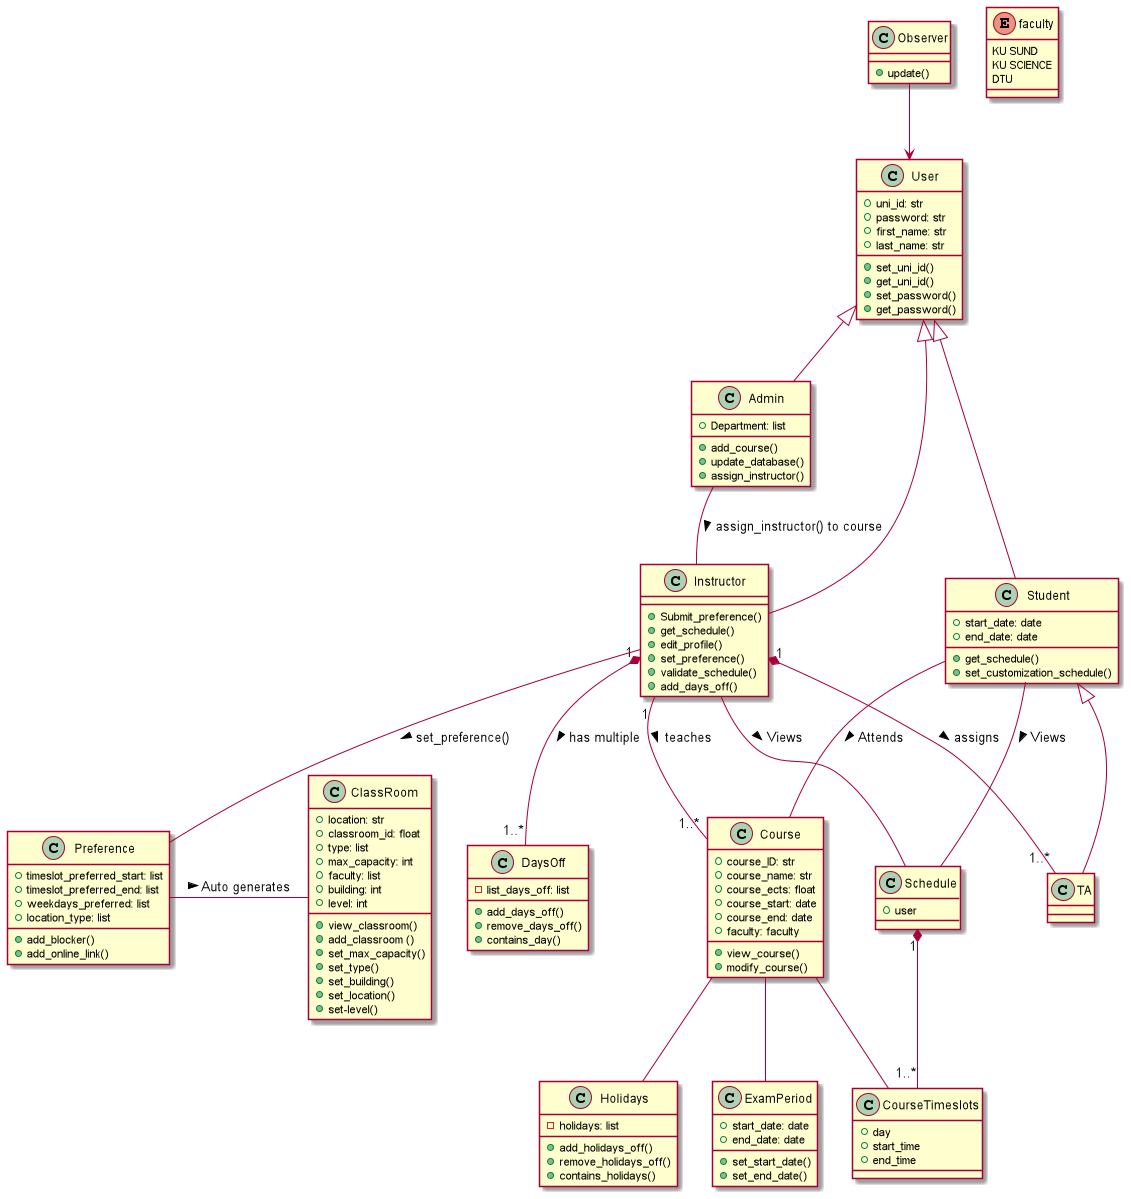 C Observer
update()
E faculty
KU SUND
KU SCIENCE
DTU
C User
uni_id: str
password: str
first_name: str
last_name: str
set_uni_id()
get_uni_id()
set_password()
get_password()
C Admin
Department: list
add_course()
update_database()
assign_instructor()
assign_instructor() to course
C Instructor
Submit_preference()
get_schedule()
edit_profile()
set_preference()
validate_schedule()
add_days_off()
C Student
start_date: date
end_date: date
get_schedule()
set_customization_schedule()
1
1
1
set_preference()
has multiple
teaches
Views
Attends
assigns
Views
C ClassRoom
location: str
classroom_id: float
type: list
max_capacity: int
faculty: list
building: int
level: int
view_classroom()
add_classroom ()
set_max_capacity()
set_type()
set_building()
set_location()
set-level()
C Preference
timeslot_preferred_start: list
timeslot_preferred_end: list
weekdays_preferred: list
location_type: list
add_blocker()
add_online_link()
Auto generates
1..*
C DaysOff
list_days_off: list
add_days_off()
remove_days_off()
contains_day()
1..*
C Course
course_ID: str
course_name: str
course_ects: float
course_start: date
course_end: date
faculty: faculty
view_course()
modify_course()
C Schedule
user
1
1..*
C TA
C Holidays
holidays: list
add_holidays_off()
remove_holidays_off()
contains_holidays()
C ExamPeriod
start_date: date
end_date: date
set_start_date()
set_end_date()
1..*
C CourseTimeslots
day
start_time
end_time